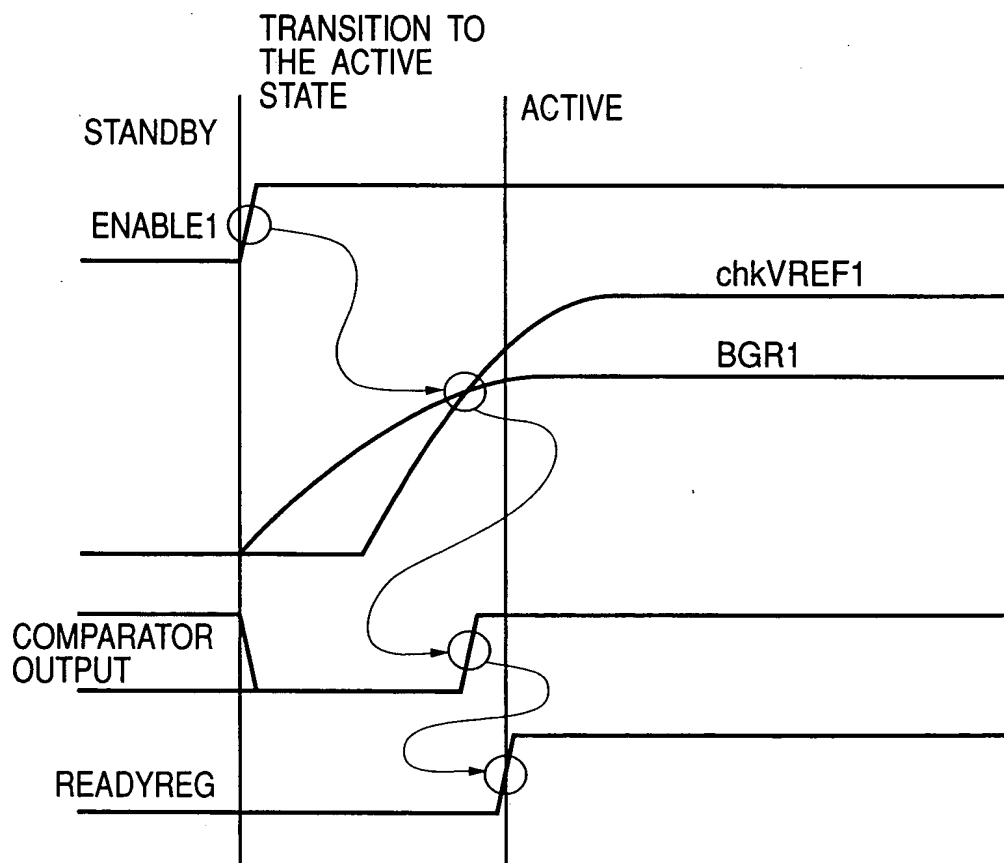 TRANSITION TO
THE ACTIVE
STATE
ACTIVE
STANDBY
ENABLE1
chkVREF1
BGR1
COMPARATOR
OUTPUT
READYREG